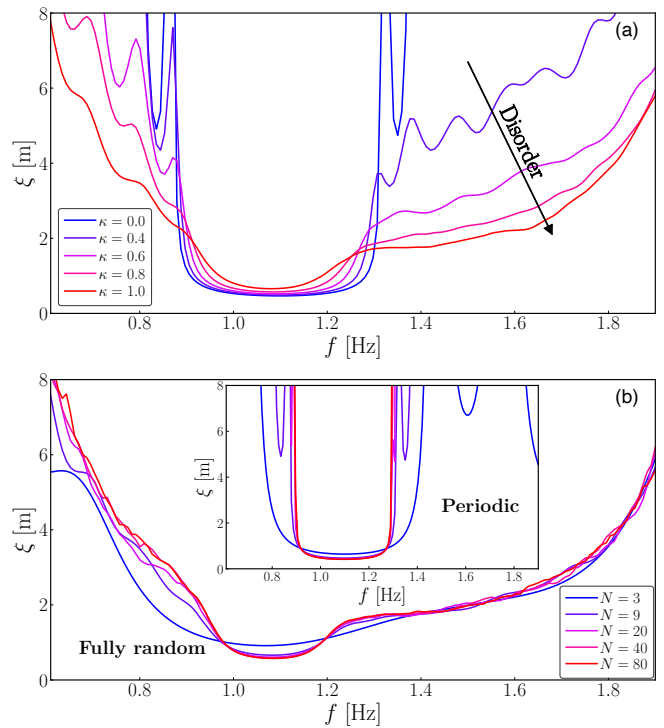 8
6
4
2
0
ξ [m]
(a)
Disorder
κ = 0.0
κ = 0.4
κ = 0.6
κ = 0.8
κ = 1.0
0.8 1.0 1.2 1.4 1.6 1.8
f [Hz]
8
6
4
2
0
ξ [m]
(b)
8
6
4
2
0
ξ [m]
Periodic
0.8 1.0 1.2 1.4 1.6 1.8
f [Hz]
Fully random
N = 3
N = 9
N = 20
N = 40
N = 80
0.8 1.0 1.2 1.4 1.6 1.8
f [Hz]